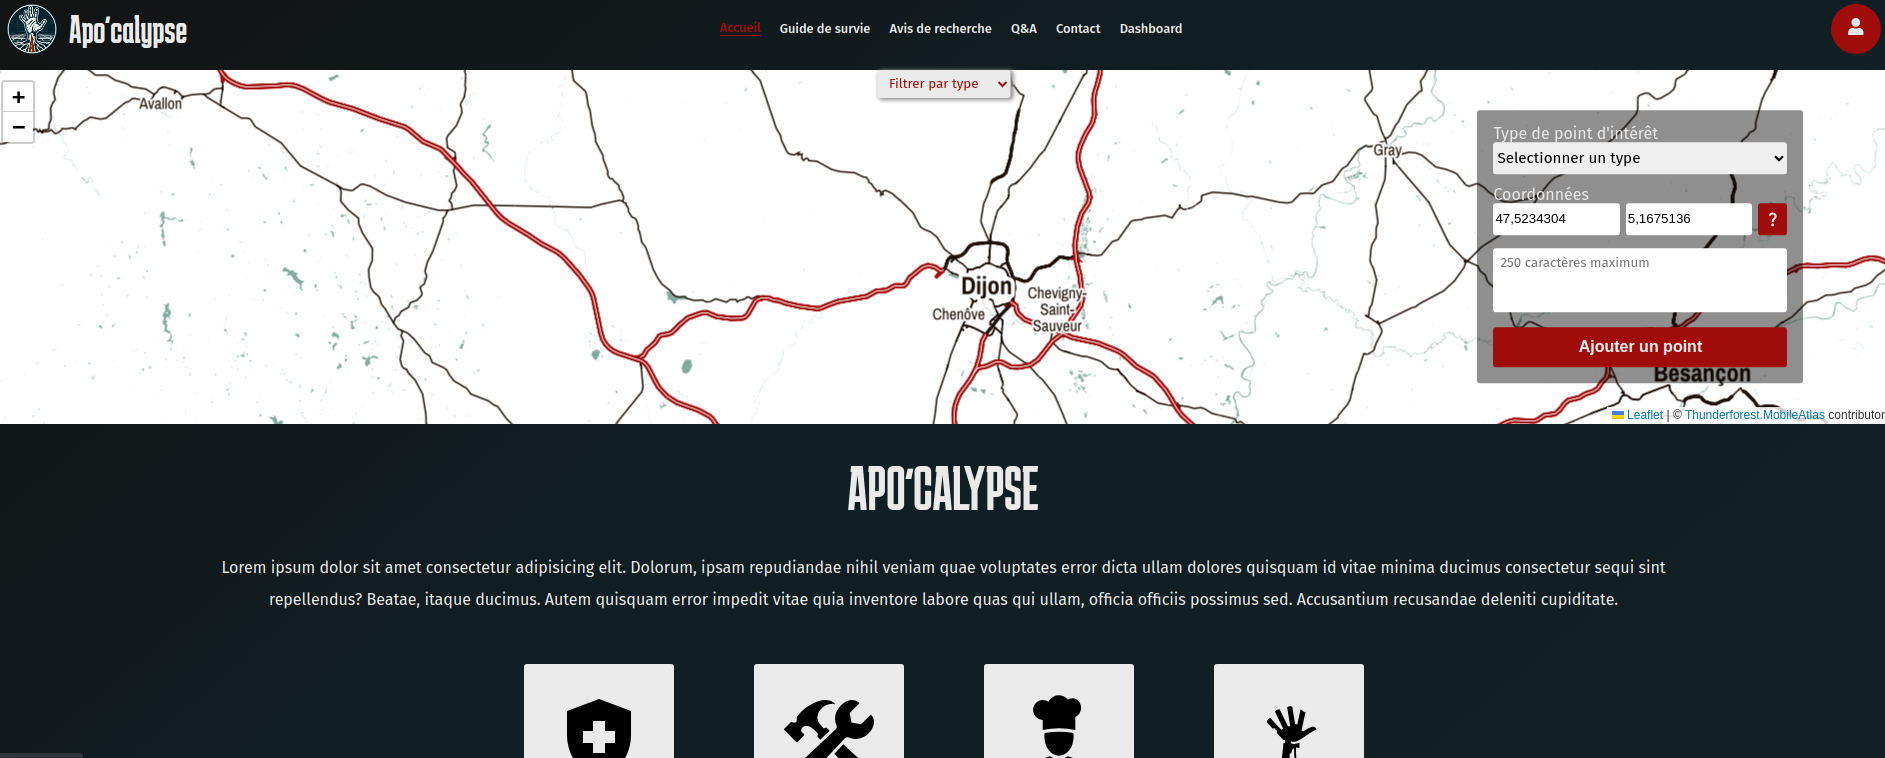 Apo'calypse
Accueil Guide de survie Avis de recherche Q&A Contact Dashboard
Filtrer par type
+
−
Avallon
Gray
Dijon
Chevigny-
Saint-
Sauveur
Chenôve
Type de point d'intérêt
Selectionner un type
Coordonnées
47,5234304 5,1675136 ?
250 caractères maximum
Ajouter un point
Besançon
Leaflet | © Thunderforest.MobileAtlas contributor
APO'CALYPSE
Lorem ipsum dolor sit amet consectetur adipisicing elit. Dolorum, ipsam repudiandae nihil veniam quae voluptates error dicta ullam dolores quisquam id vitae minima ducimus consectetur sequi sint
repellendus? Beatae, itaque ducimus. Autem quisquam error impedit vitae quia inventore labore quas qui ullam, officia officiis possimus sed. Accusantium recusandae deleniti cupiditate.